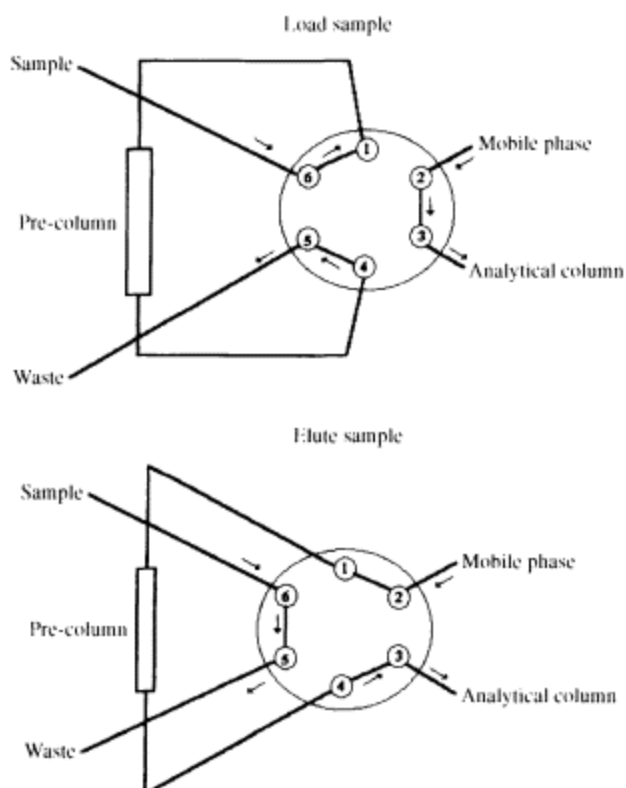 Load sample
Sample
1
Mobile phase
6
2
Pre-column
5
3
4
Analytical column
Waste
Elute sample
Sample
Mobile phase
1
6
2
Pre-column
5
3
4
Analytical column
Waste